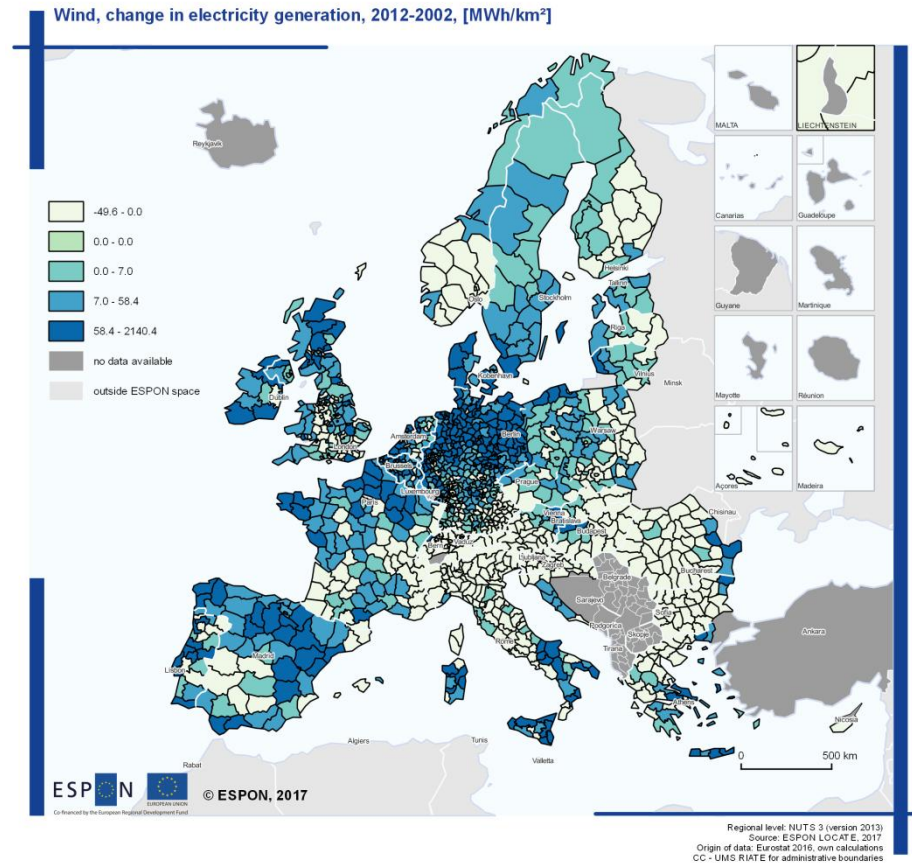 Wind, change in electricity generation, 2012-2002, [MWh/km²]
Reykjavik
MALTA
LIECHTENSTEIN
-49.6 - 0.0
0.0 - 0.0
0.0 - 7.0
7.0 - 58.4
58.4 - 2140.4
no data available
outside ESPON space
Canarias
Guadeloupe
Guyane
Martinique
Mayotte
Réunion
Açores
Madeira
Helsinki
Oslo
Tallinn
Stockholm
Riga
København
Vilnius
Minsk
Dublin
Amsterdam
Berlin
Warsaw
London
Brussels
Luxembourg
Prague
Paris
Vienna
Bratislava
Chisinau
Bern
Vaduz
Budapest
Ljubljana
Zagreb
Belgrade
Bucharest
Sarajevo
Sofia
Podgorica
Skopje
Rome
Tirana
Ankara
Madrid
Lisbon
Athens
Nicosia
Algiers
Tunis
Rabat
Valletta
0 500 km
ESPON
EUROPEAN UNION
Co-financed by the European Regional Development Fund
© ESPON, 2017
Regional level: NUTS 3 (version 2013)
Source: ESPON LOCATE, 2017
Origin of data: Eurostat 2016, own calculations
CC - UMS RIATE for administrative boundaries